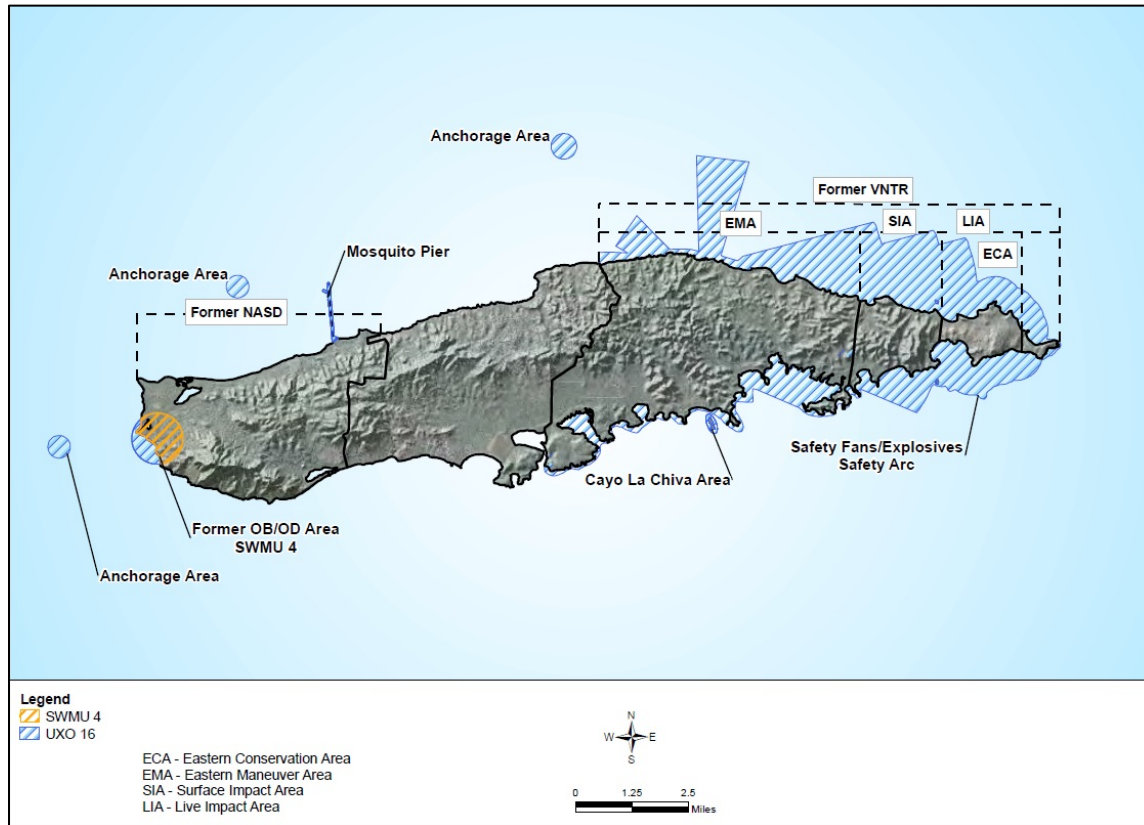 Anchorage Area
Former VNTR
EMA
SIA
LIA
ECA
Mosquito Pier
Anchorage Area
Former NASD
Safety Fans/Explosives
Safety Arc
Cayo La Chiva Area
Former OB/OD Area
SWMU 4
Anchorage Area
Legend
SWMU 4
UXO 16
ECA - Eastern Conservation Area
EMA - Eastern Maneuver Area
SIA - Surface Impact Area
LIA - Live Impact Area
N
W E
S
0 1.25 2.5
Miles